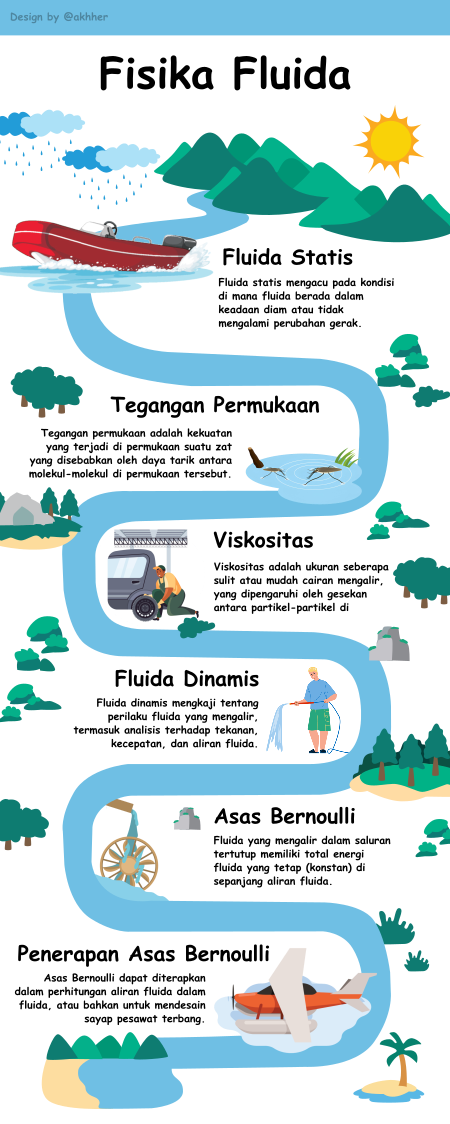 Design by @akhher
Fisika Fluida
Fluida Statis
Fluida statis mengacu pada kondisi
di mana fluida berada dalam
keadaan diam atau tidak
mengalami perubahan gerak.
Tegangan Permukaan
Tegangan permukaan adalah kekuatan
yang terjadi di permukaan suatu zat
yang disebabkan oleh daya tarik antara
molekul-molekul di permukaan tersebut.
Viskositas
Viskositas adalah ukuran seberapa
sulit atau mudah cairan mengalir,
yang dipengaruhi oleh gesekan
antara partikel-partikel di
Fluida Dinamis
Fluida dinamis mengkaji tentang
perilaku fluida yang mengalir,
termasuk analisis terhadap tekanan,
kecepatan, dan aliran fluida.
Asas Bernoulli
Fluida yang mengalir dalam saluran
tertutup memiliki total energi
fluida yang tetap (konstan) di
sepanjang aliran fluida.
Penerapan Asas Bernoulli
Asas Bernoulli dapat diterapkan
dalam perhitungan aliran fluida dalam
fluida, atau bahkan untuk mendesain
sayap pesawat terbang.